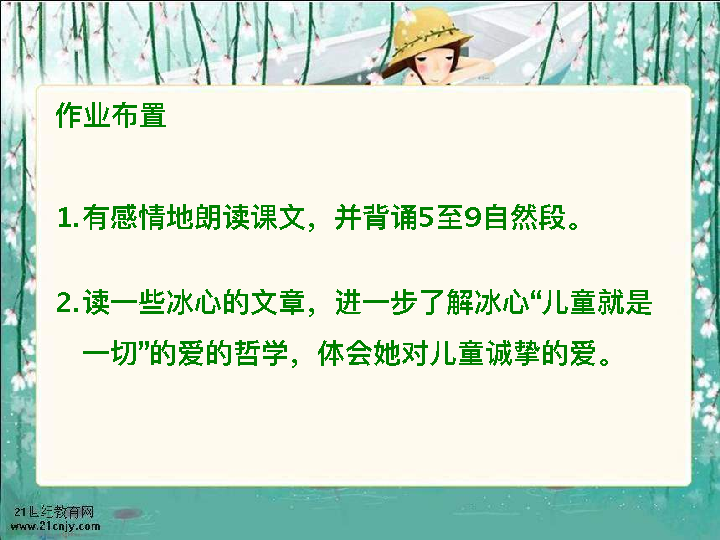 作业布置
1.有感情地朗读课文，并背诵5至9自然段。
2.读一些冰心的文章，进一步了解冰心“儿童就是
一切”的爱的哲学，体会她对儿童诚挚的爱。
21世纪教育网
www.21cnjy.com